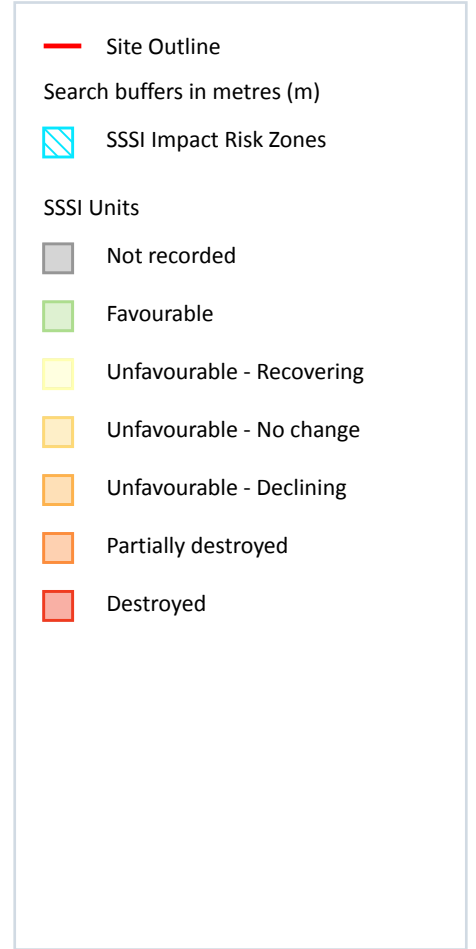 Site Outline
Search buffers in metres (m)
SSSI Impact Risk Zones
SSSI Units
Not recorded
Favourable
Unfavourable - Recovering
Unfavourable - No change
Unfavourable - Declining
Partially destroyed
Destroyed